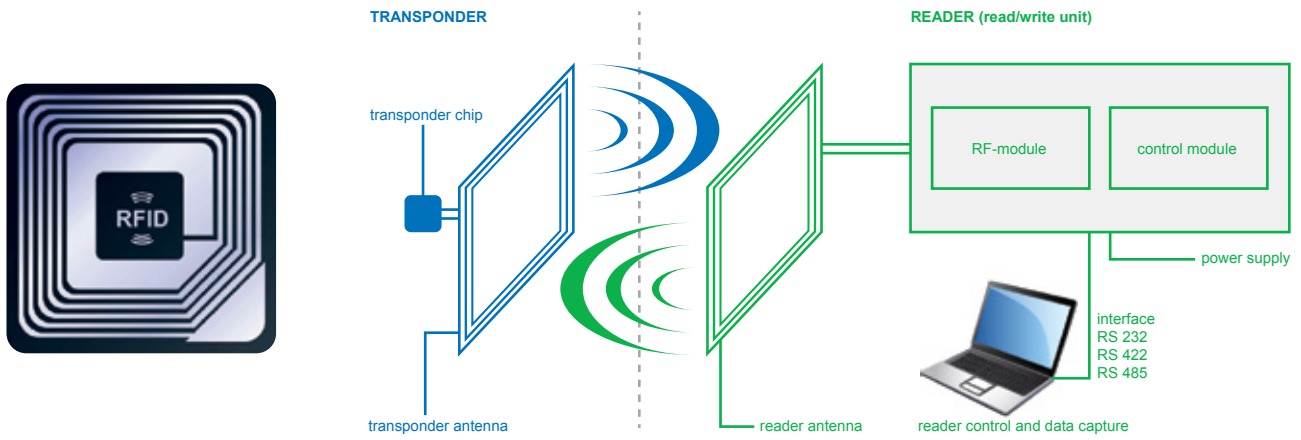 TRANSPONDER
READER (read/write unit)
transponder chip
RF-module
control module
RFID
power supply
interface
RS 232
RS 422
RS 485
transponder antenna
reader antenna
reader control and data capture